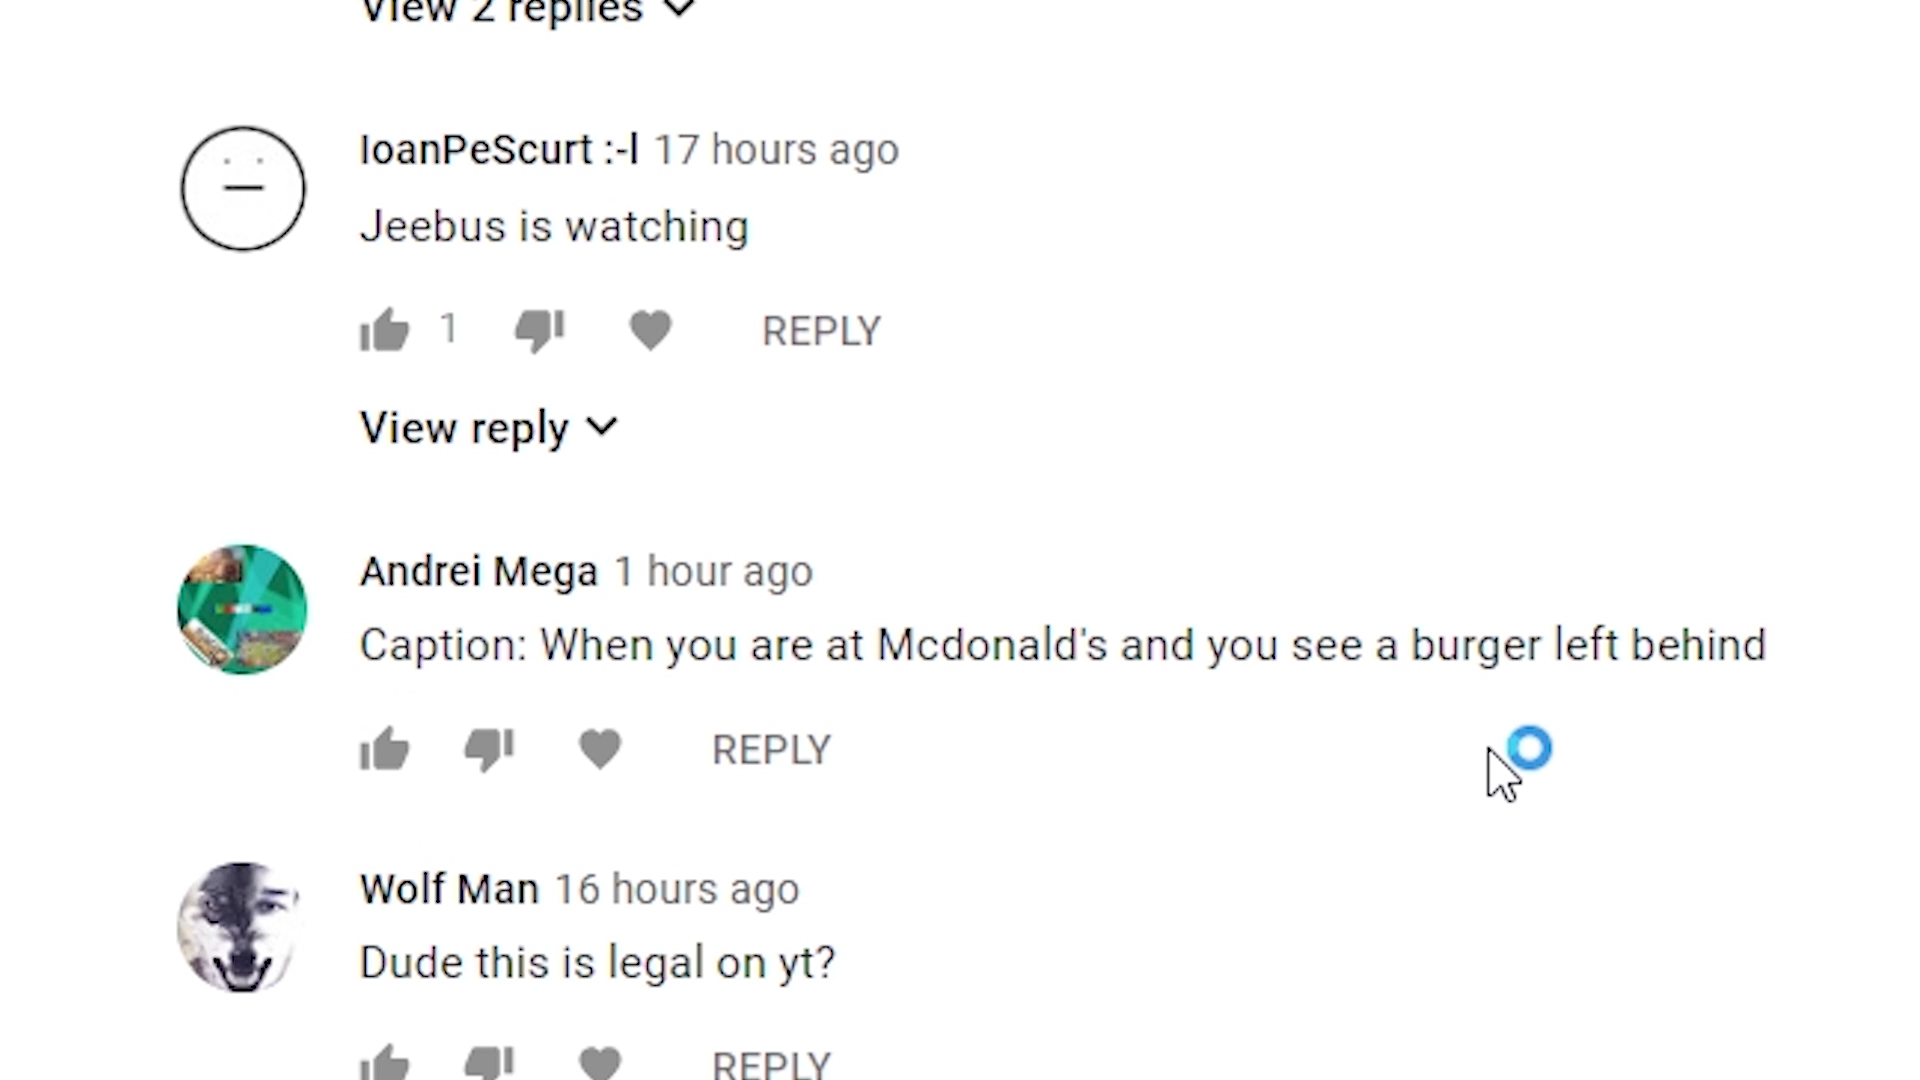 View 2 replies
IoanPeScurt :-l 17 hours ago
Jeebus is watching
1
REPLY
View reply
Andrei Mega 1 hour ago
Caption: When you are at Mcdonald's and you see a burger left behind
REPLY
Wolf Man 16 hours ago
Dude this is legal on yt?
REPLY